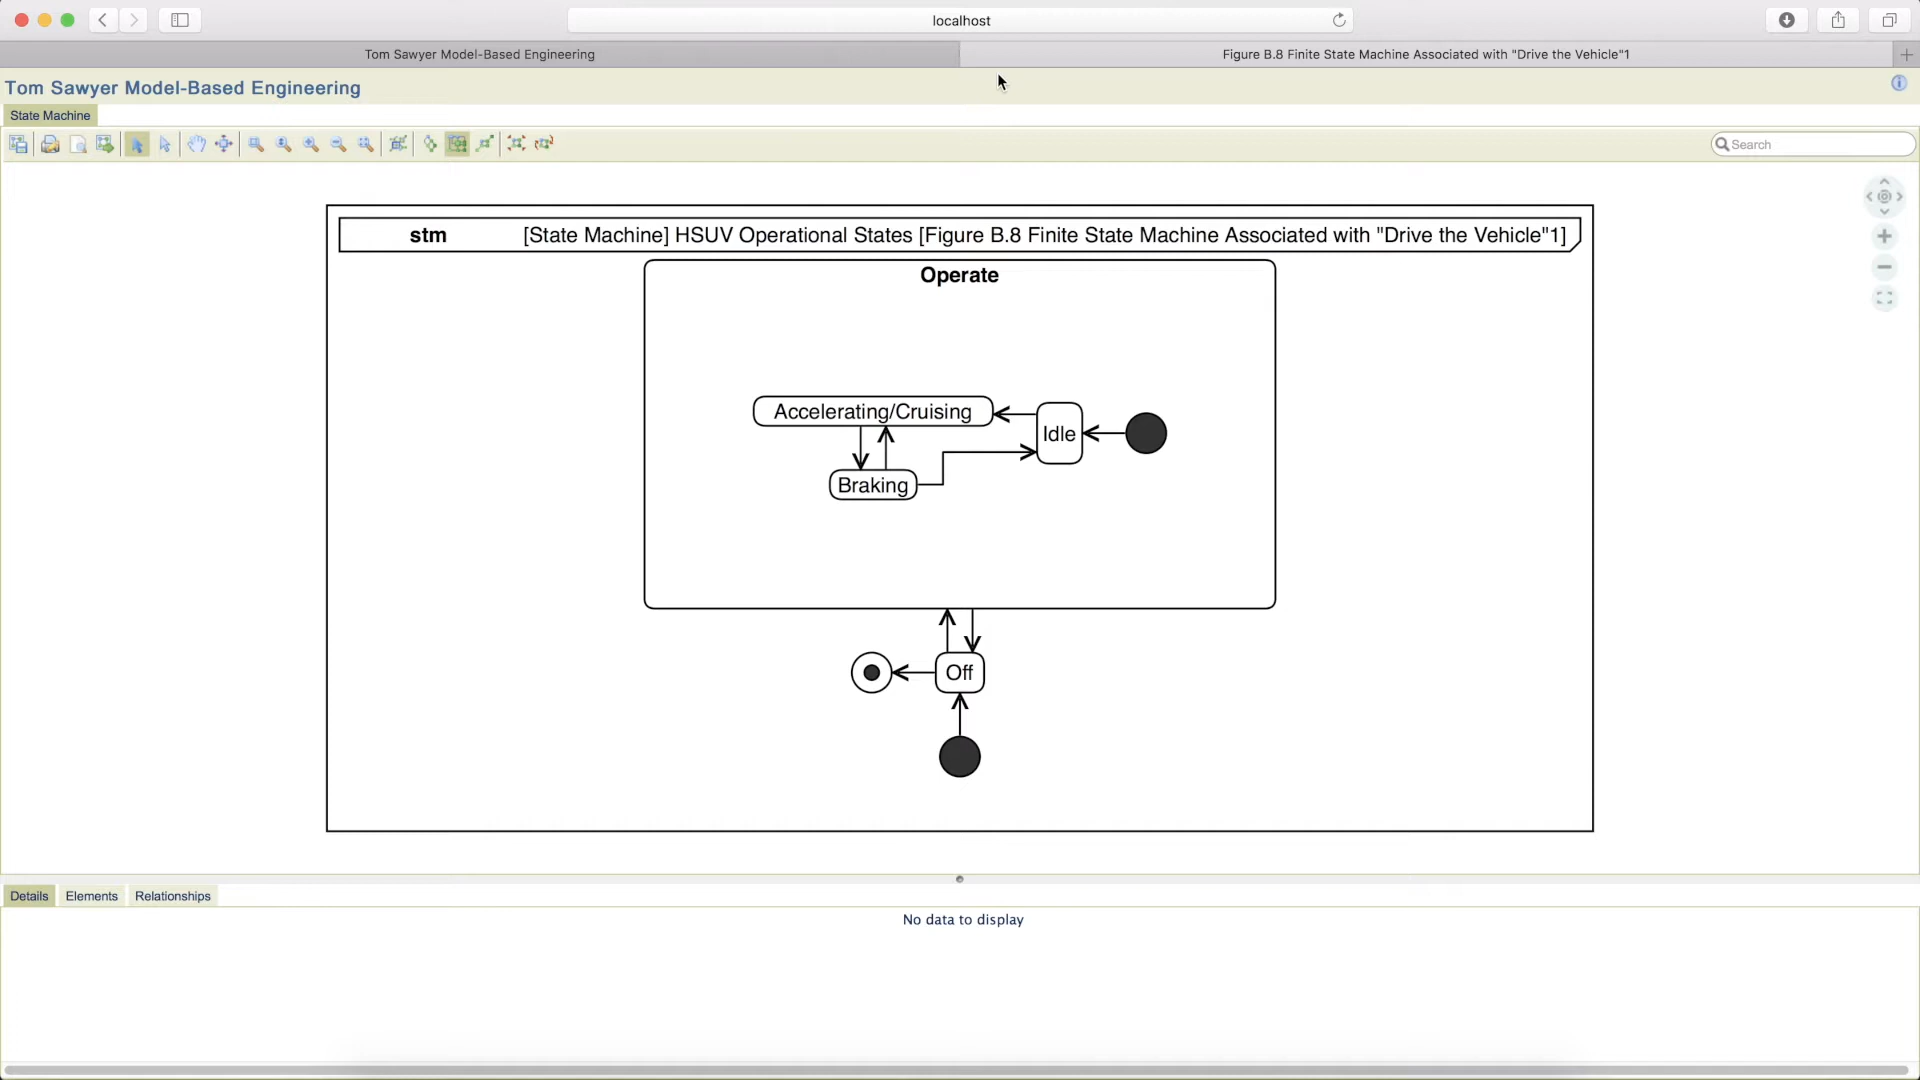 localhost
Tom Sawyer Model-Based Engineering
Figure B.8 Finite State Machine Associated with "Drive the Vehicle"1
Tom Sawyer Model-Based Engineering
State Machine
Search
stm [State Machine] HSUV Operational States [Figure B.8 Finite State Machine Associated with "Drive the Vehicle"1]
Operate
Accelerating/Cruising
Idle
Braking
Off
Details Elements Relationships
No data to display